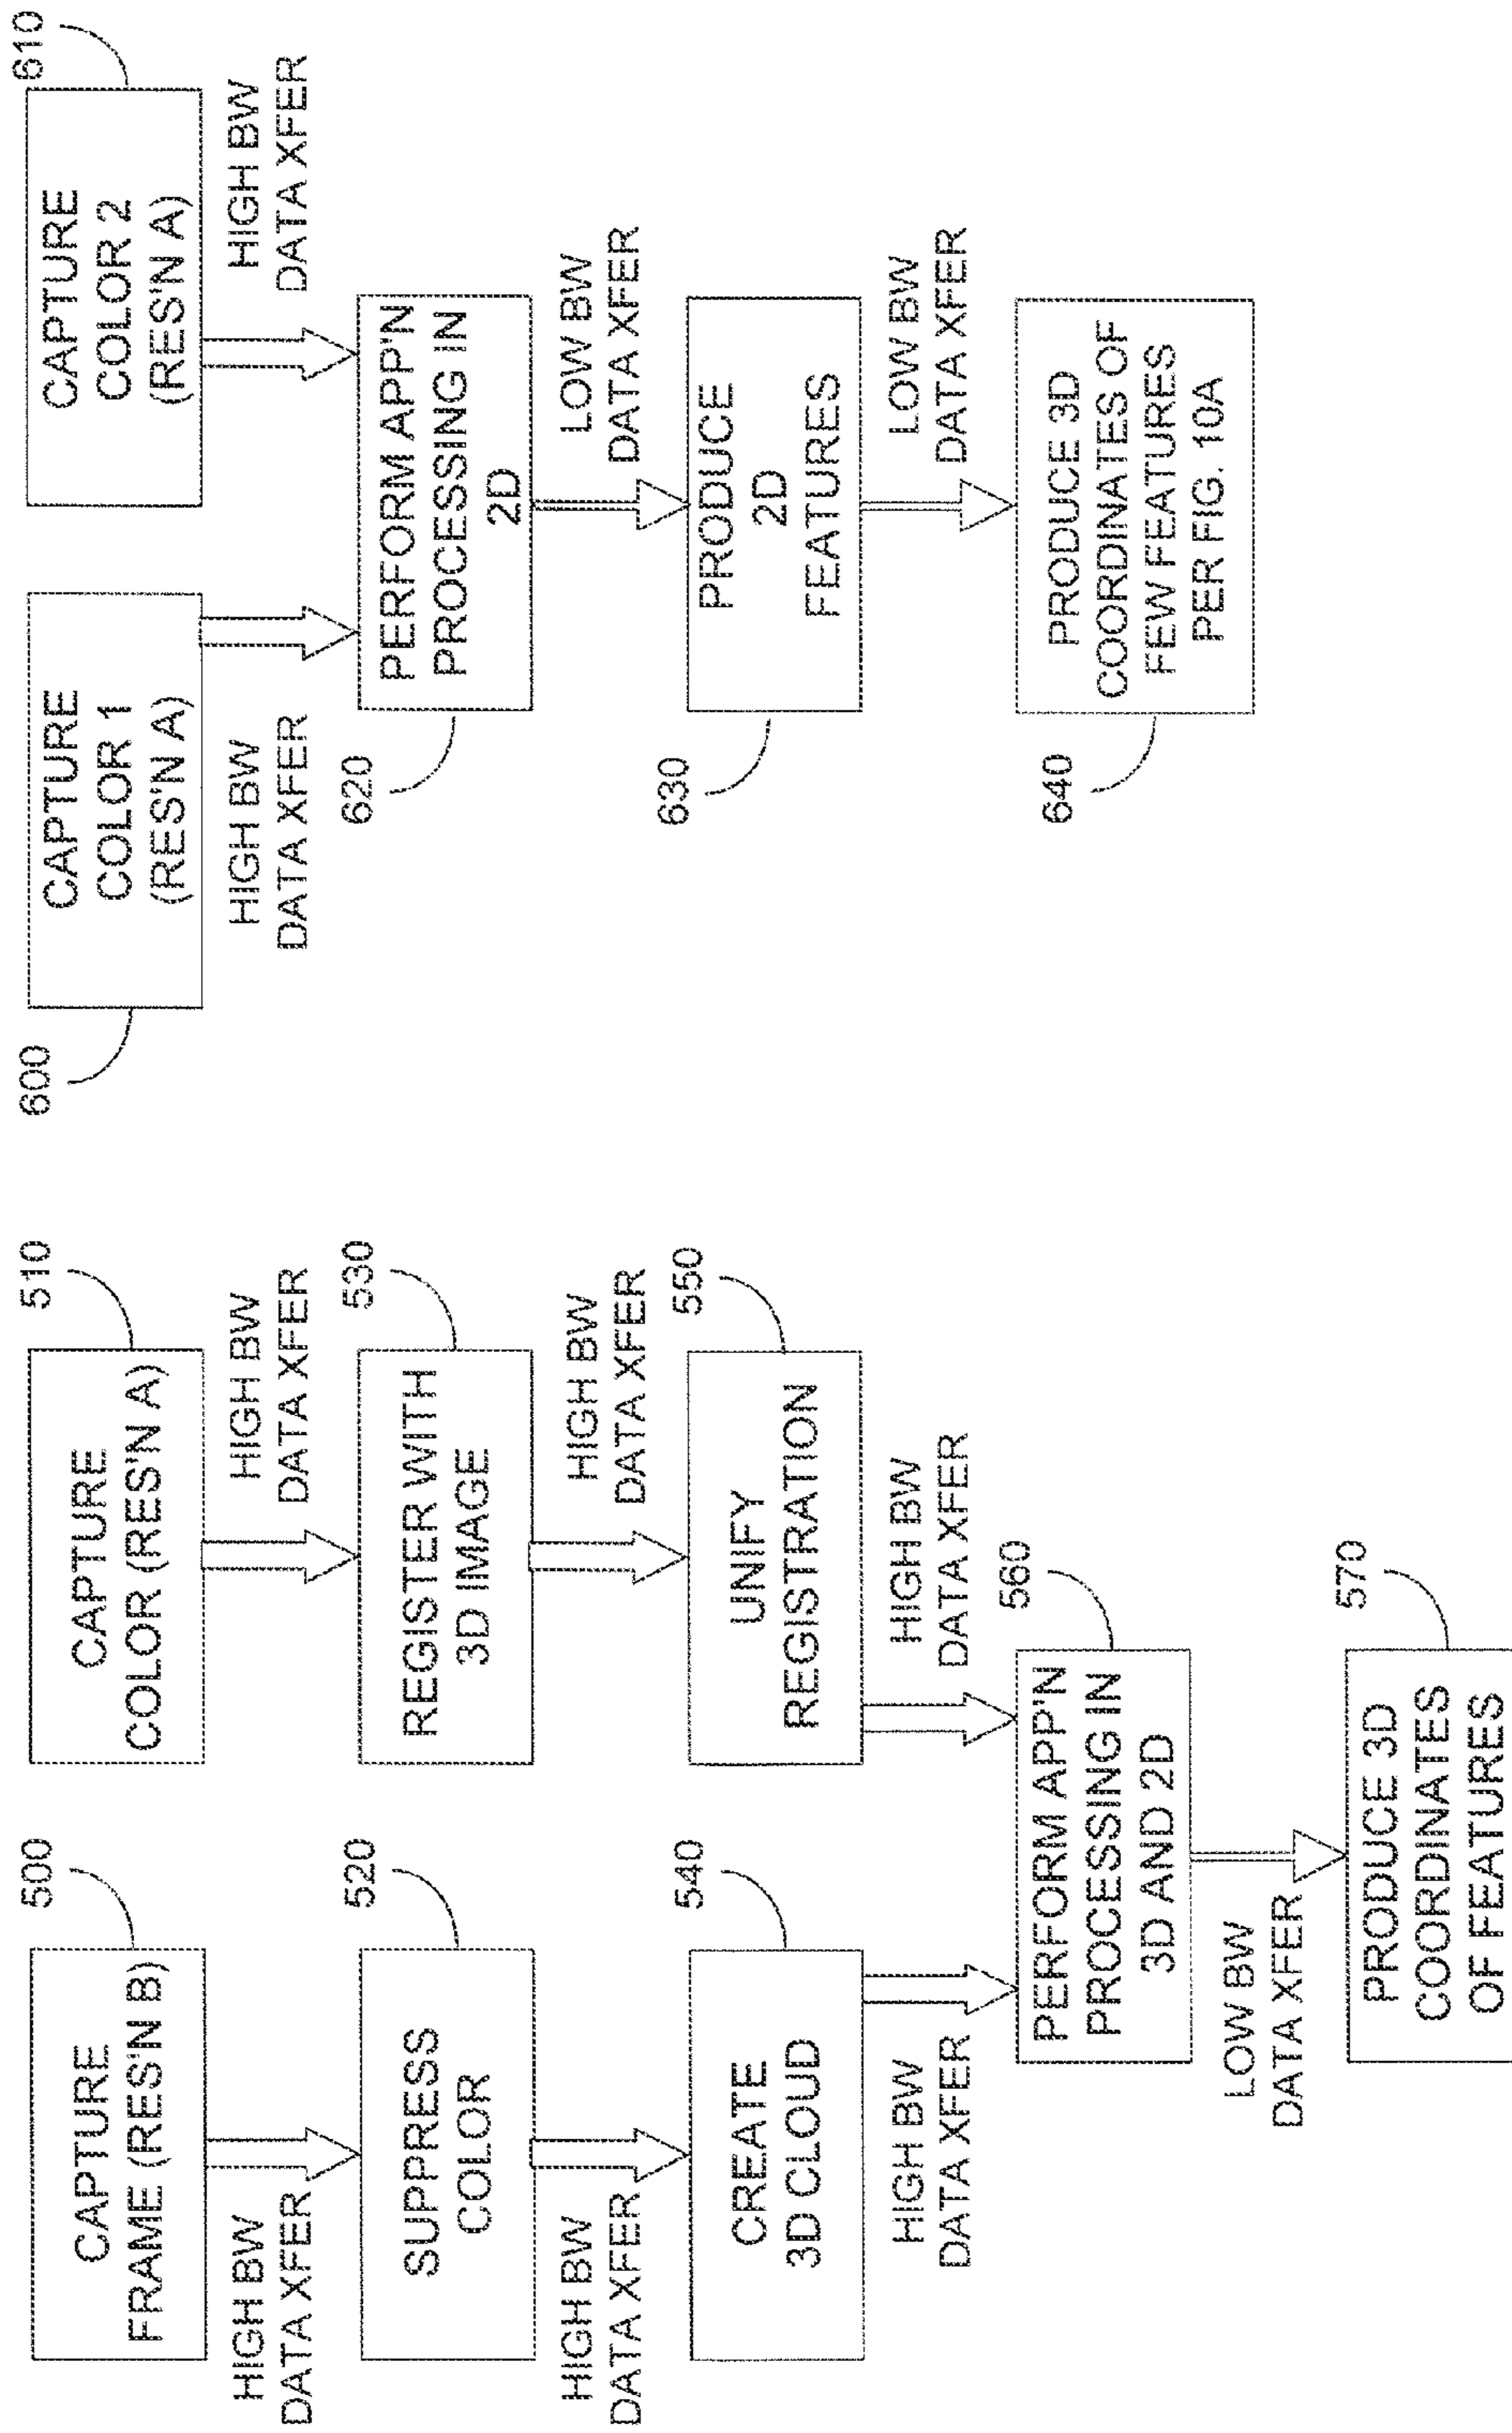 500
CAPTURE
FRAME (RES'N B)
HIGH BW
DATA XFER
520
SUPPRESS
COLOR
HIGH BW
DATA XFER
540
CREATE
3D CLOUD
HIGH BW
DATA XFER
510
CAPTURE
COLOR (RES'N A)
HIGH BW
DATA XFER
530
REGISTER WITH
3D IMAGE
HIGH BW
DATA XFER
550
UNIFY
REGISTRATION
HIGH BW
DATA XFER
560
PERFORM APP'N
PROCESSING IN
3D AND 2D
LOW BW
DATA XFER
570
PRODUCE 3D
COORDINATES
OF FEATURES
600
CAPTURE
COLOR 1
(RES'N A)
HIGH BW
DATA XFER
610
CAPTURE
COLOR 2
(RES'N A)
HIGH BW
DATA XFER
620
PERFORM APP'N
PROCESSING IN
2D
LOW BW
DATA XFER
630
PRODUCE
2D
FEATURES
LOW BW
DATA XFER
640
PRODUCE 3D
COORDINATES OF
FEW FEATURES
PER FIG. 10A